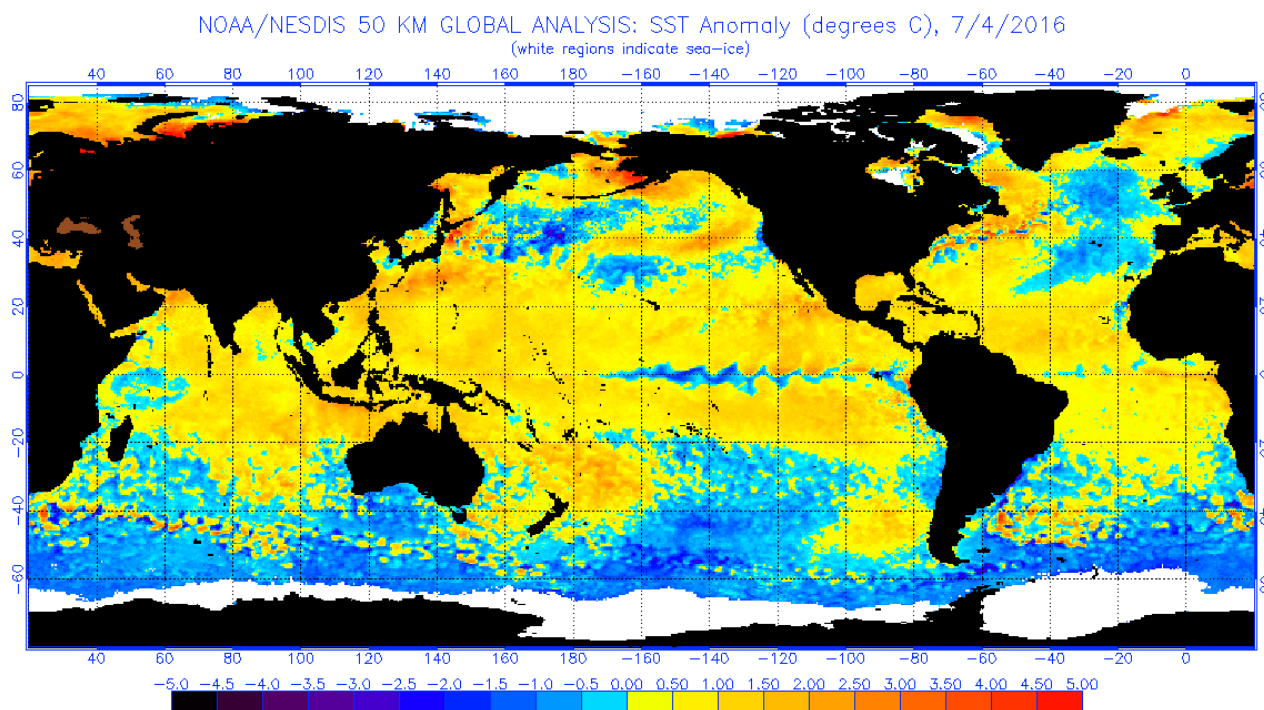 NOAA/NESDIS 50 KM GLOBAL ANALYSIS: SST Anomaly (degrees C), 7/4/2016
(white regions indicate sea-ice)
40 60 80 100 120 140 160 180 -160 -140 -120 -100 -80 -60 -40 -20 0
80
60
40
20
0
-20
-40
-60
40 60 80 100 120 140 160 180 -160 -140 -120 -100 -80 -60 -40 -20 0
-5.0 -4.5 -4.0 -3.5 -3.0 -2.5 -2.0 -1.5 -1.0 -0.5 0.00 0.50 1.00 1.50 2.00 2.50 3.00 3.50 4.00 4.50 5.00